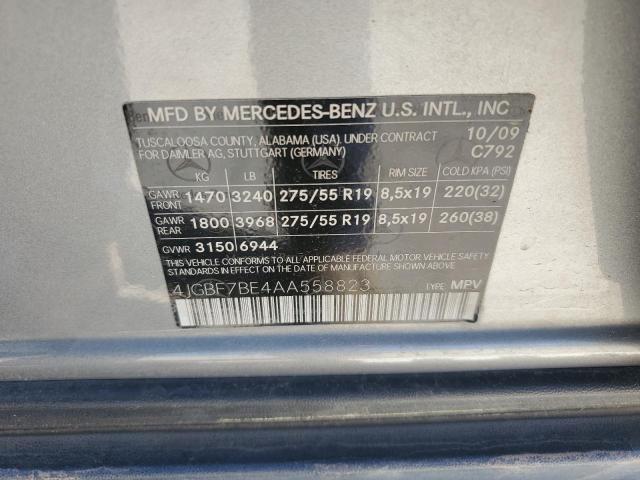 MFD BY MERCEDES-BENZ U.S. INTL., INC
TUSCALOOSA COUNTY, ALABAMA (USA). UNDER CONTRACT 10/09
FOR DAIMLER AG, STUTTGART (GERMANY) C792
KG LB TIRES RIM SIZE COLD KPA (PSI)
GAWR FRONT 1470 3240 275/55 R19 8,5x19 220(32)
GAWR REAR 1800 3968 275/55 R19 8,5x19 260(38)
GVWR 3150 6944
THIS VEHICLE CONFORMS TO ALL APPLICABLE FEDERAL MOTOR VEHICLE SAFETY
STANDARDS IN EFFECT ON THE DATE OF MANUFACTURE SHOWN ABOVE.
4JGBF7BE4AA558823 TYPE: MPV